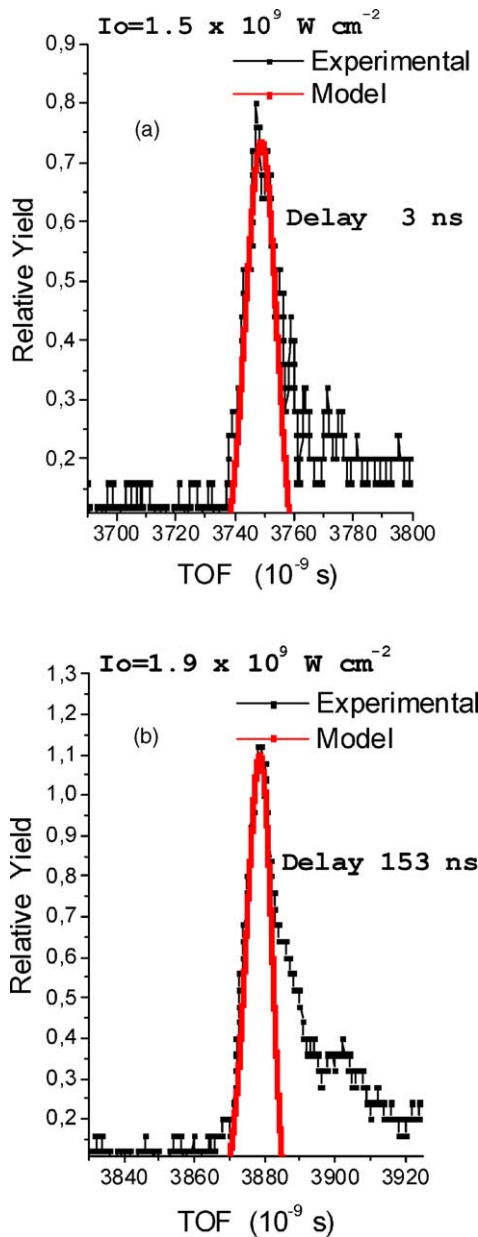 Io=1.5 x 10⁹ W cm⁻²
0,9
Experimental
Model
0,8
(a)
0,7
Delay 3 ns
0,6
0,5
0,4
0,3
0,2
Relative Yield
3700 3720 3740 3760 3780 3800
TOF (10⁻⁹ s)
Io=1.9 x 10⁹ W cm⁻²
1,3
Experimental
1,2
Model
1,1
(b)
1,0
0,9
Delay 153 ns
0,8
0,7
0,6
0,5
0,4
0,3
0,2
Relative Yield
3840 3860 3880 3900 3920
TOF (10⁻⁹ s)